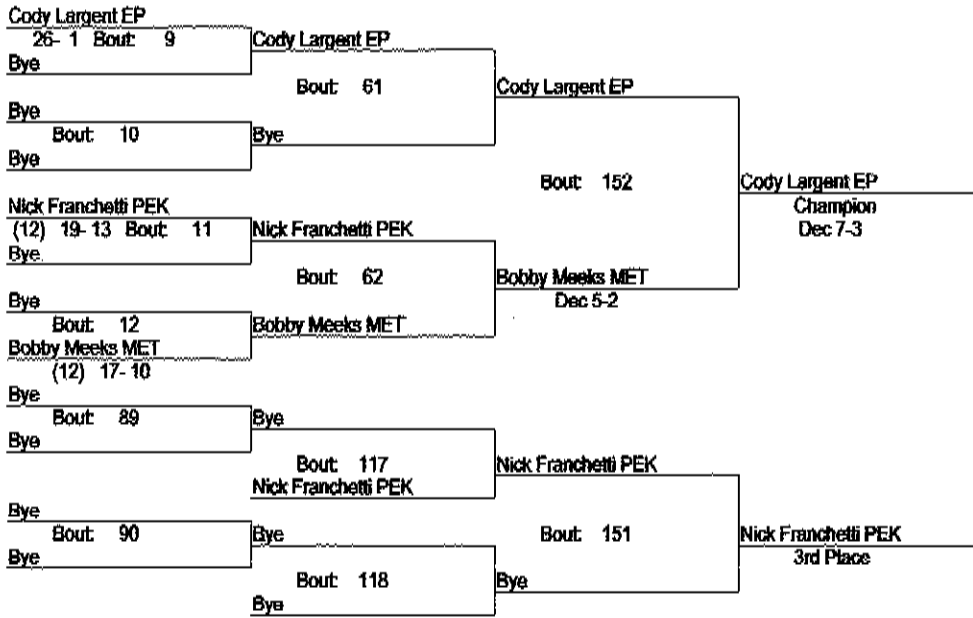 Cody Largent EP
26- 1 Bout: 9
Bye
Bye
Bout: 10
Bye
Nick Franchetti PEK
(12) 19- 13 Bout: 11
Bye
Bye
Bout: 12
Bobby Meeks MET
(12) 17- 10
Bye
Bout: 89
Bye
Bye
Bout: 90
Bye
Cody Largent EP
Bout: 61
Bye
Nick Franchetti PEK
Bout: 62
Bobby Meeks MET
Bye
Bout: 117
Nick Franchetti PEK
Bye
Bout: 118
Bye
Cody Largent EP
Bout: 152
Bobby Meeks MET
Dec 5-2
Nick Franchetti PEK
Bout: 151
Bye
Cody Largent EP
Champion
Dec 7-3
Nick Franchetti PEK
3rd Place